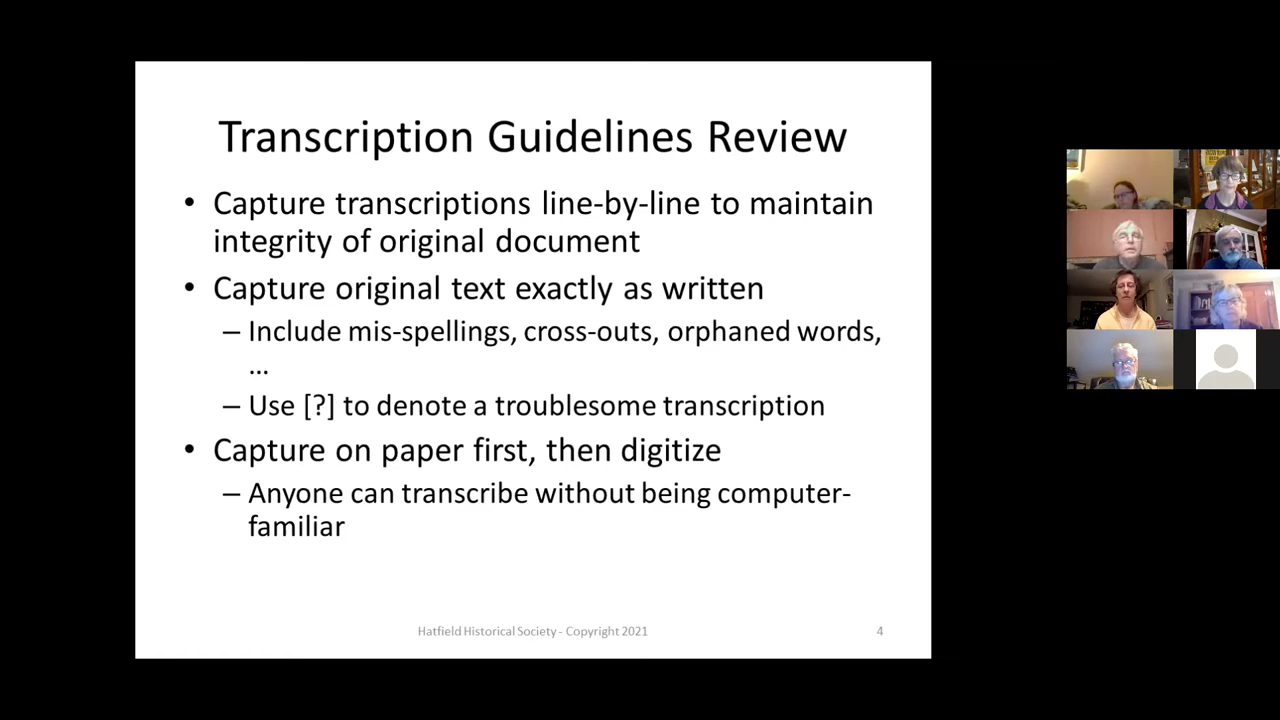 Transcription Guidelines Review
• Capture transcriptions line-by-line to maintain
integrity of original document
• Capture original text exactly as written
– Include mis-spellings, cross-outs, orphaned words,
…
– Use [?] to denote a troublesome transcription
• Capture on paper first, then digitize
– Anyone can transcribe without being computer-
familiar
Hatfield Historical Society - Copyright 2021
4